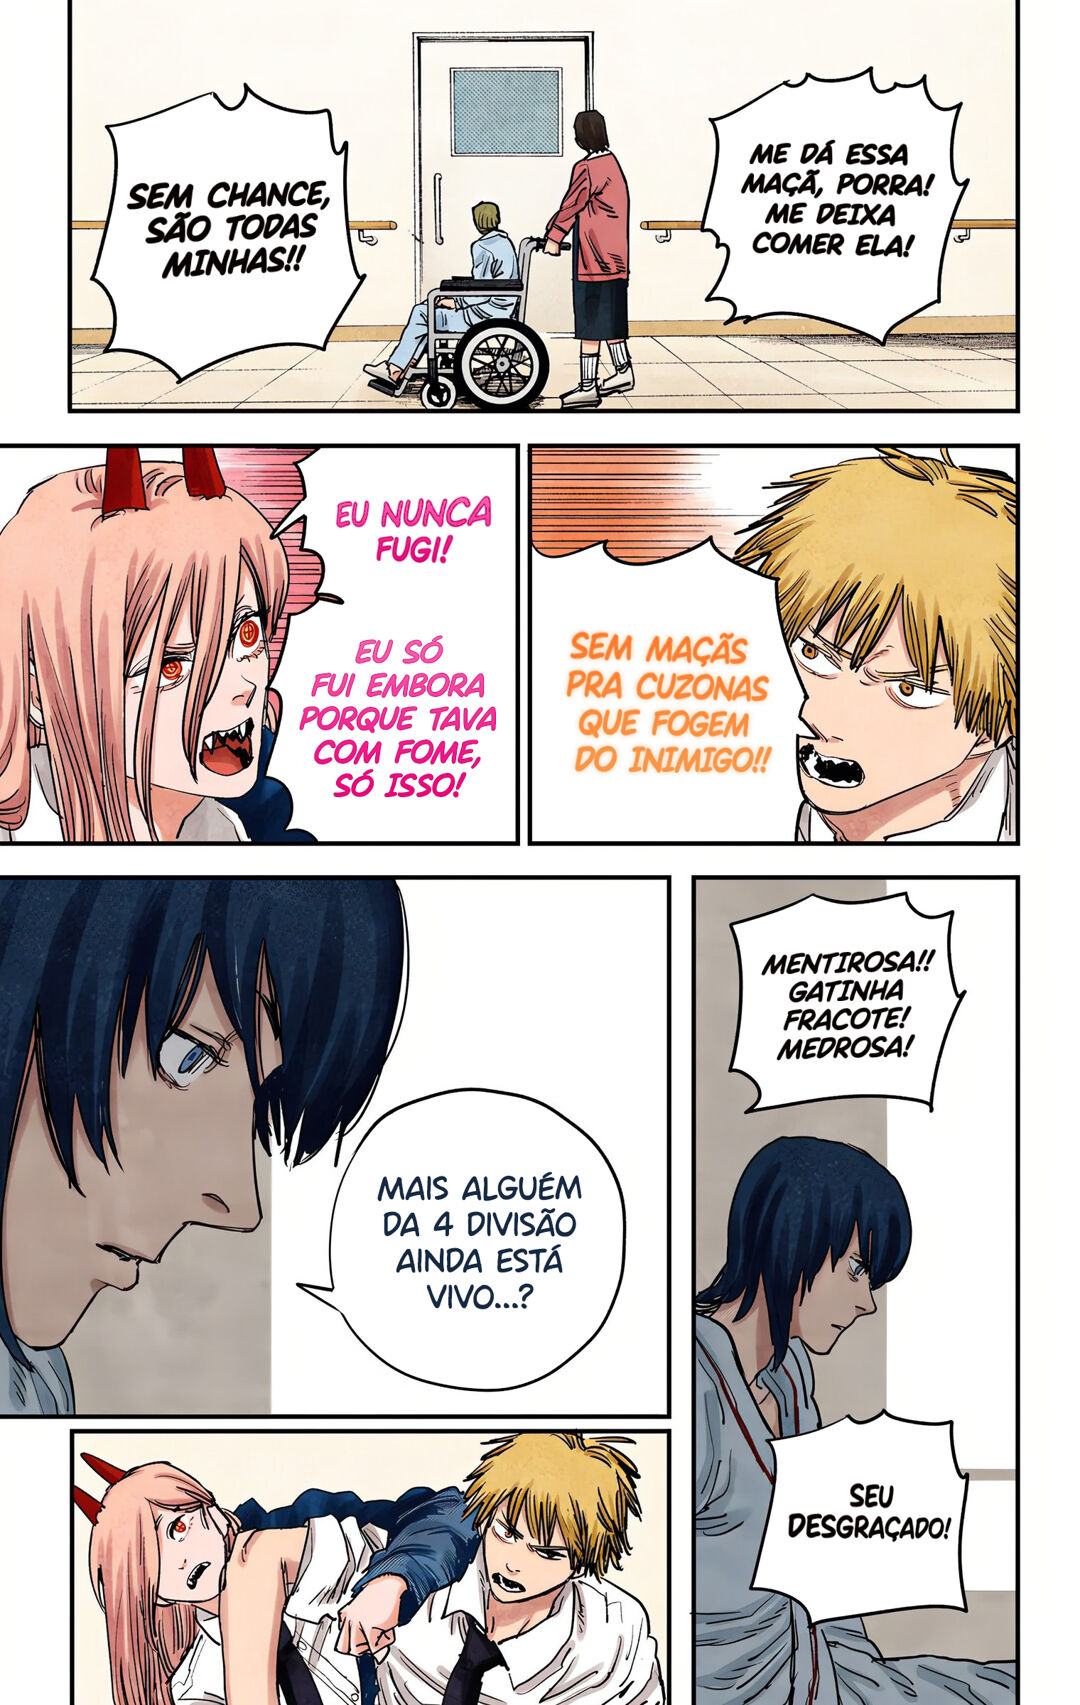 ME DÁ ESSA
MAÇÃ, PORRA!
ME DEIXA
COMER ELA!
SEM CHANCE,
SÃO TODAS
MINHAS!!
SEM MAÇÃS
PRA CUZONAS
QUE FOGEM
DO INIMIGO!!
EU NUNCA
FUGI!
EU SÓ
FUI EMBORA
PORQUE TAVA
COM FOME,
SÓ ISSO!
MENTIROSA!!
GATINHA
FRACOTE!
MEDROSA!
SEU
DESGRAÇADO!
MAIS ALGUÉM
DA 4 DIVISÃO
AINDA ESTÁ
VIVO...?